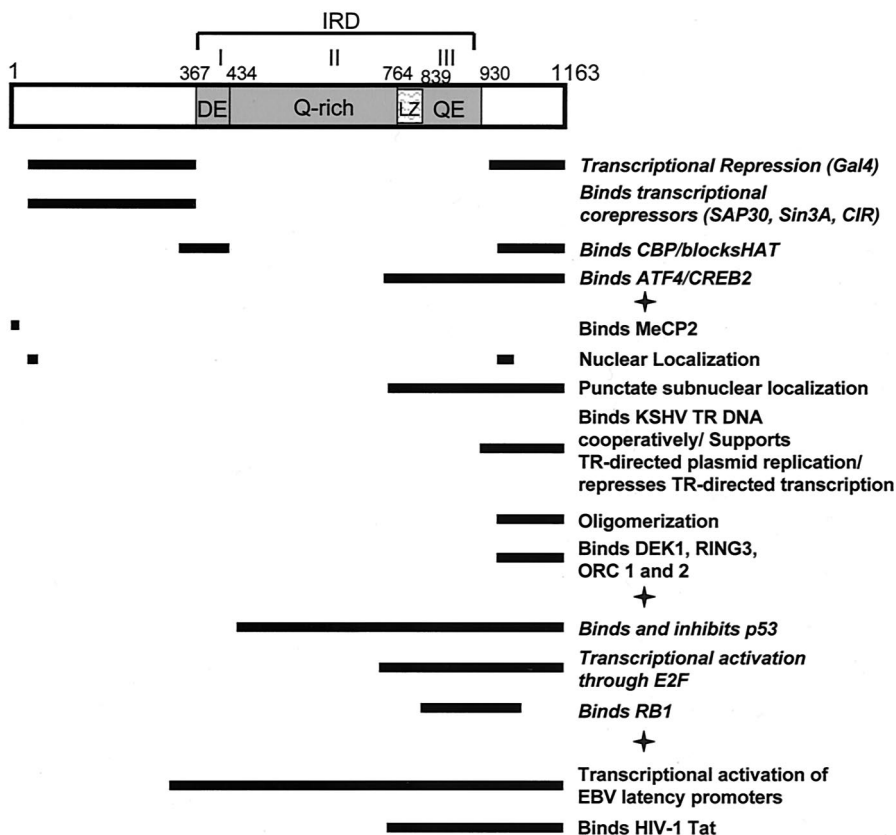 IRD
I II III
1 367 434 764 839 930 1163
DE Q-rich LZ QE
Transcriptional Repression (Gal4)
Binds transcriptional
corepressors (SAP30, Sin3A, CIR)
Binds CBP/blocksHAT
Binds ATF4/CREB2
Binds MeCP2
Nuclear Localization
Punctate subnuclear localization
Binds KSHV TR DNA
cooperatively/ Supports
TR-directed plasmid replication/
represses TR-directed transcription
Oligomerization
Binds DEK1, RING3,
ORC 1 and 2
Binds and inhibits p53
Transcriptional activation
through E2F
Binds RB1
Transcriptional activation of
EBV latency promoters
Binds HIV-1 Tat